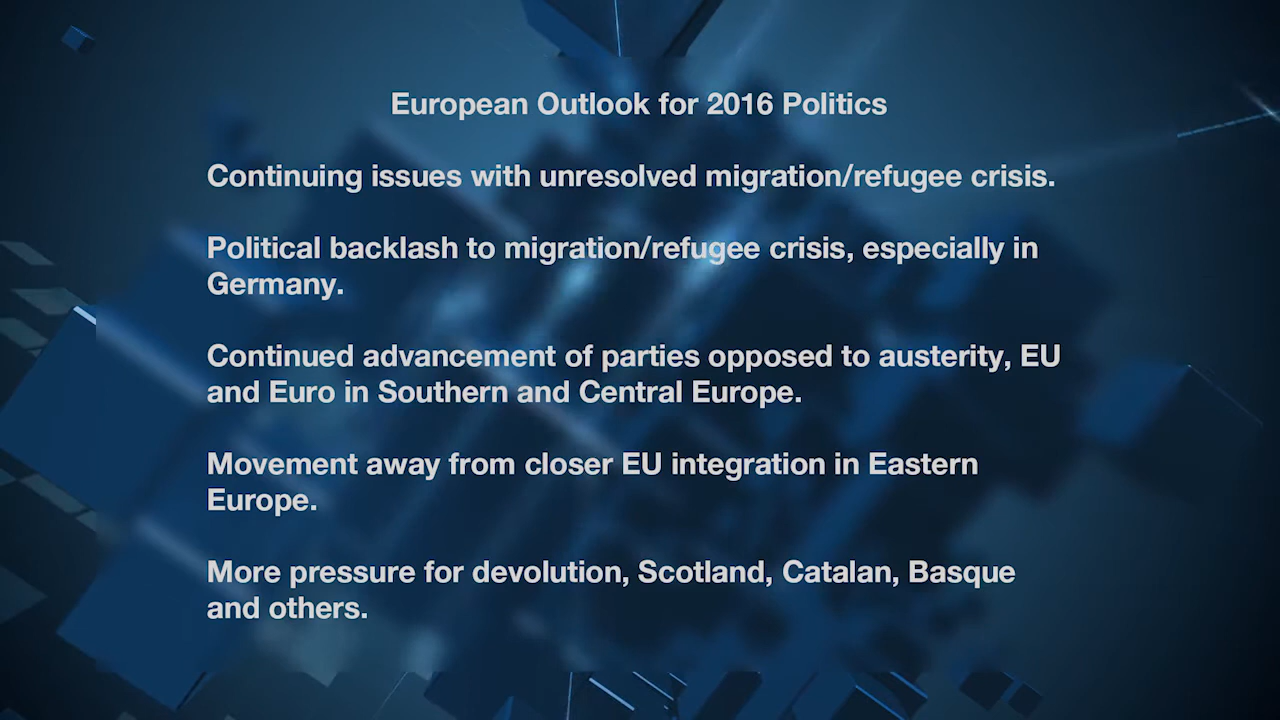 European Outlook for 2016 Politics
Continuing issues with unresolved migration/refugee crisis.
Political backlash to migration/refugee crisis, especially in
Germany.
Continued advancement of parties opposed to austerity, EU
and Euro in Southern and Central Europe.
Movement away from closer EU integration in Eastern
Europe.
More pressure for devolution, Scotland, Catalan, Basque
and others.